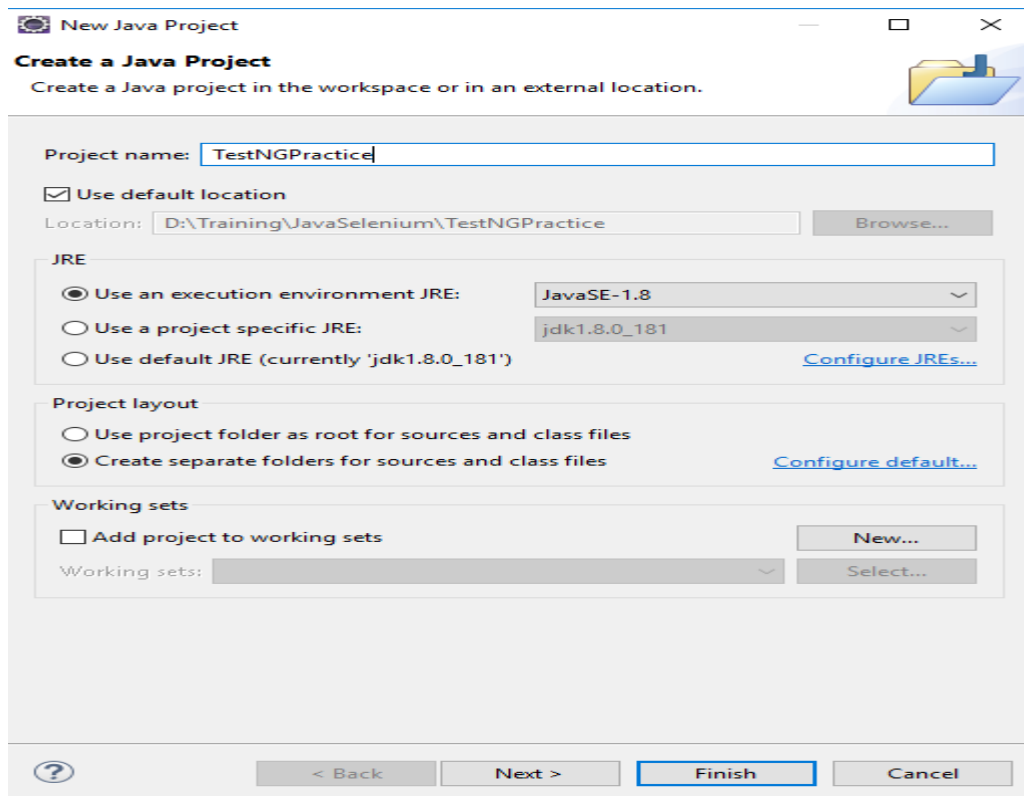 New Java Project
Create a Java Project
Create a Java project in the workspace or in an external location.
Project name: TestNGPractice
Use default location
Location: D:\Training\JavaSelenium\TestNGPractice Browse...
JRE
Use an execution environment JRE: JavaSE-1.8
Use a project specific JRE: jdk1.8.0_181
Use default JRE (currently 'jdk1.8.0_181') Configure JREs...
Project layout
Use project folder as root for sources and class files
Create separate folders for sources and class files Configure default...
Working sets
Add project to working sets New...
Working sets: Select...
? < Back Next > Finish Cancel